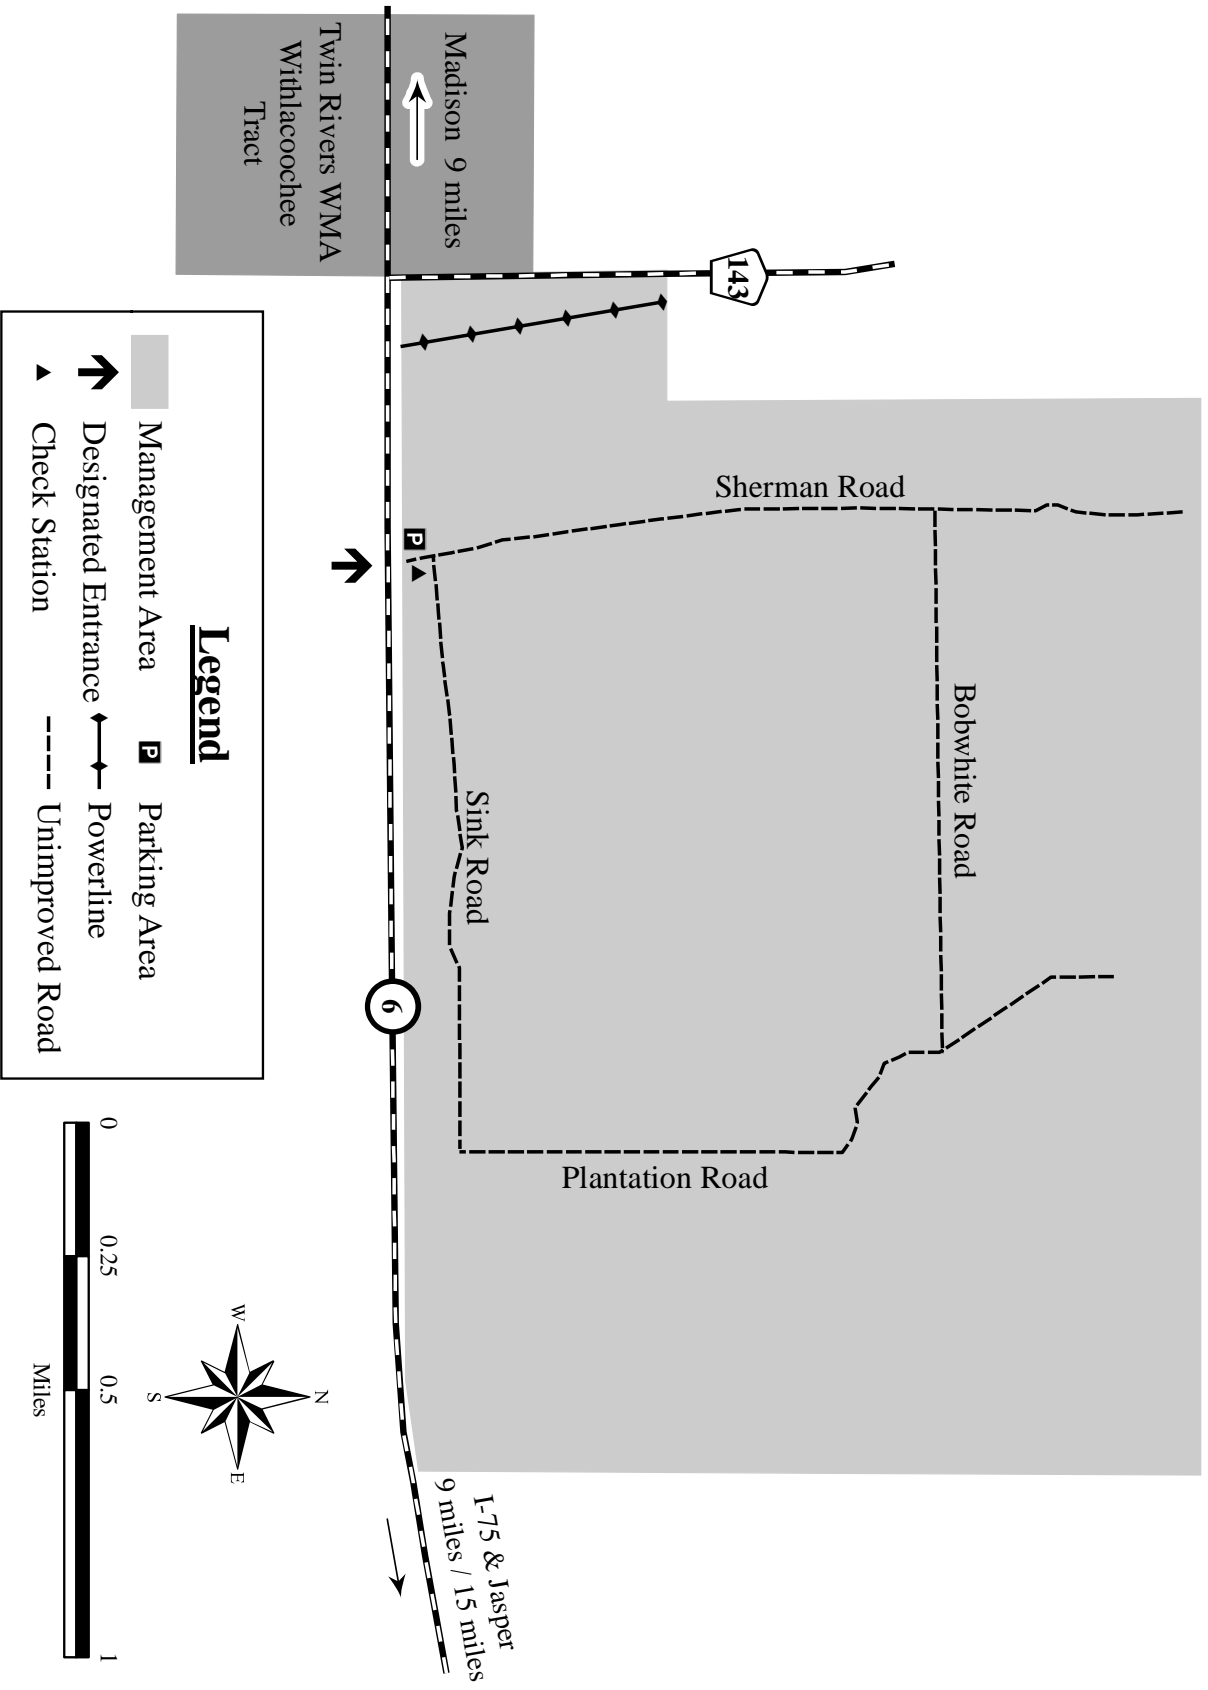 Madison 9 miles
Twin Rivers WMA
Withlacoochee
Tract
143
Sherman Road
Bobwhite Road
Sink Road
Plantation Road
P
6
I-75 & Jasper
9 miles / 15 miles
Legend
Management Area
P Parking Area
Designated Entrance
Powerline
Check Station
Unimproved Road
N
W
E
S
0 0.25 0.5 1
Miles